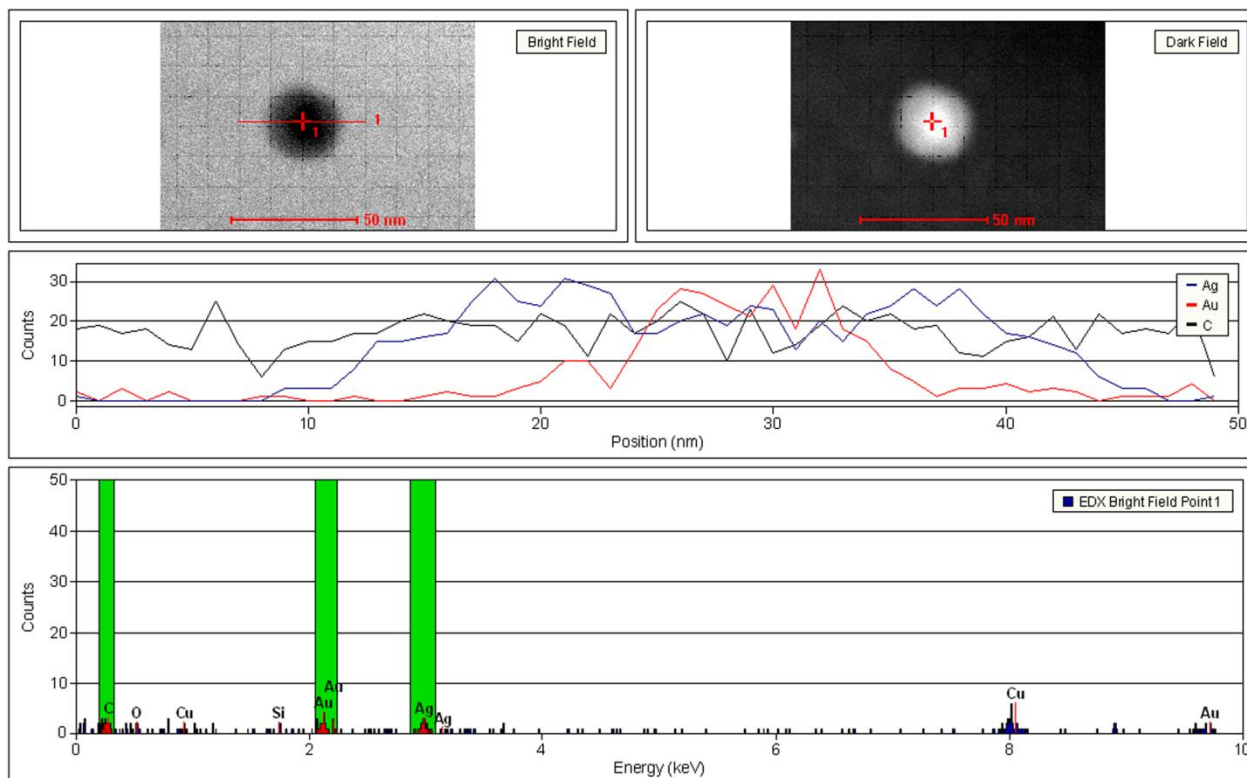 Bright Field
1
1
50 nm
Dark Field
1
50 nm
30
20
10
0
Counts
0 10 20 30 40 50
Position (nm)
Ag
Au
C
50
40
30
20
10
0
Counts
EDX Bright Field Point 1
C O Cu Si Au Au Ag Ag Cu Au
0 2 4 6 8 10
Energy (keV)